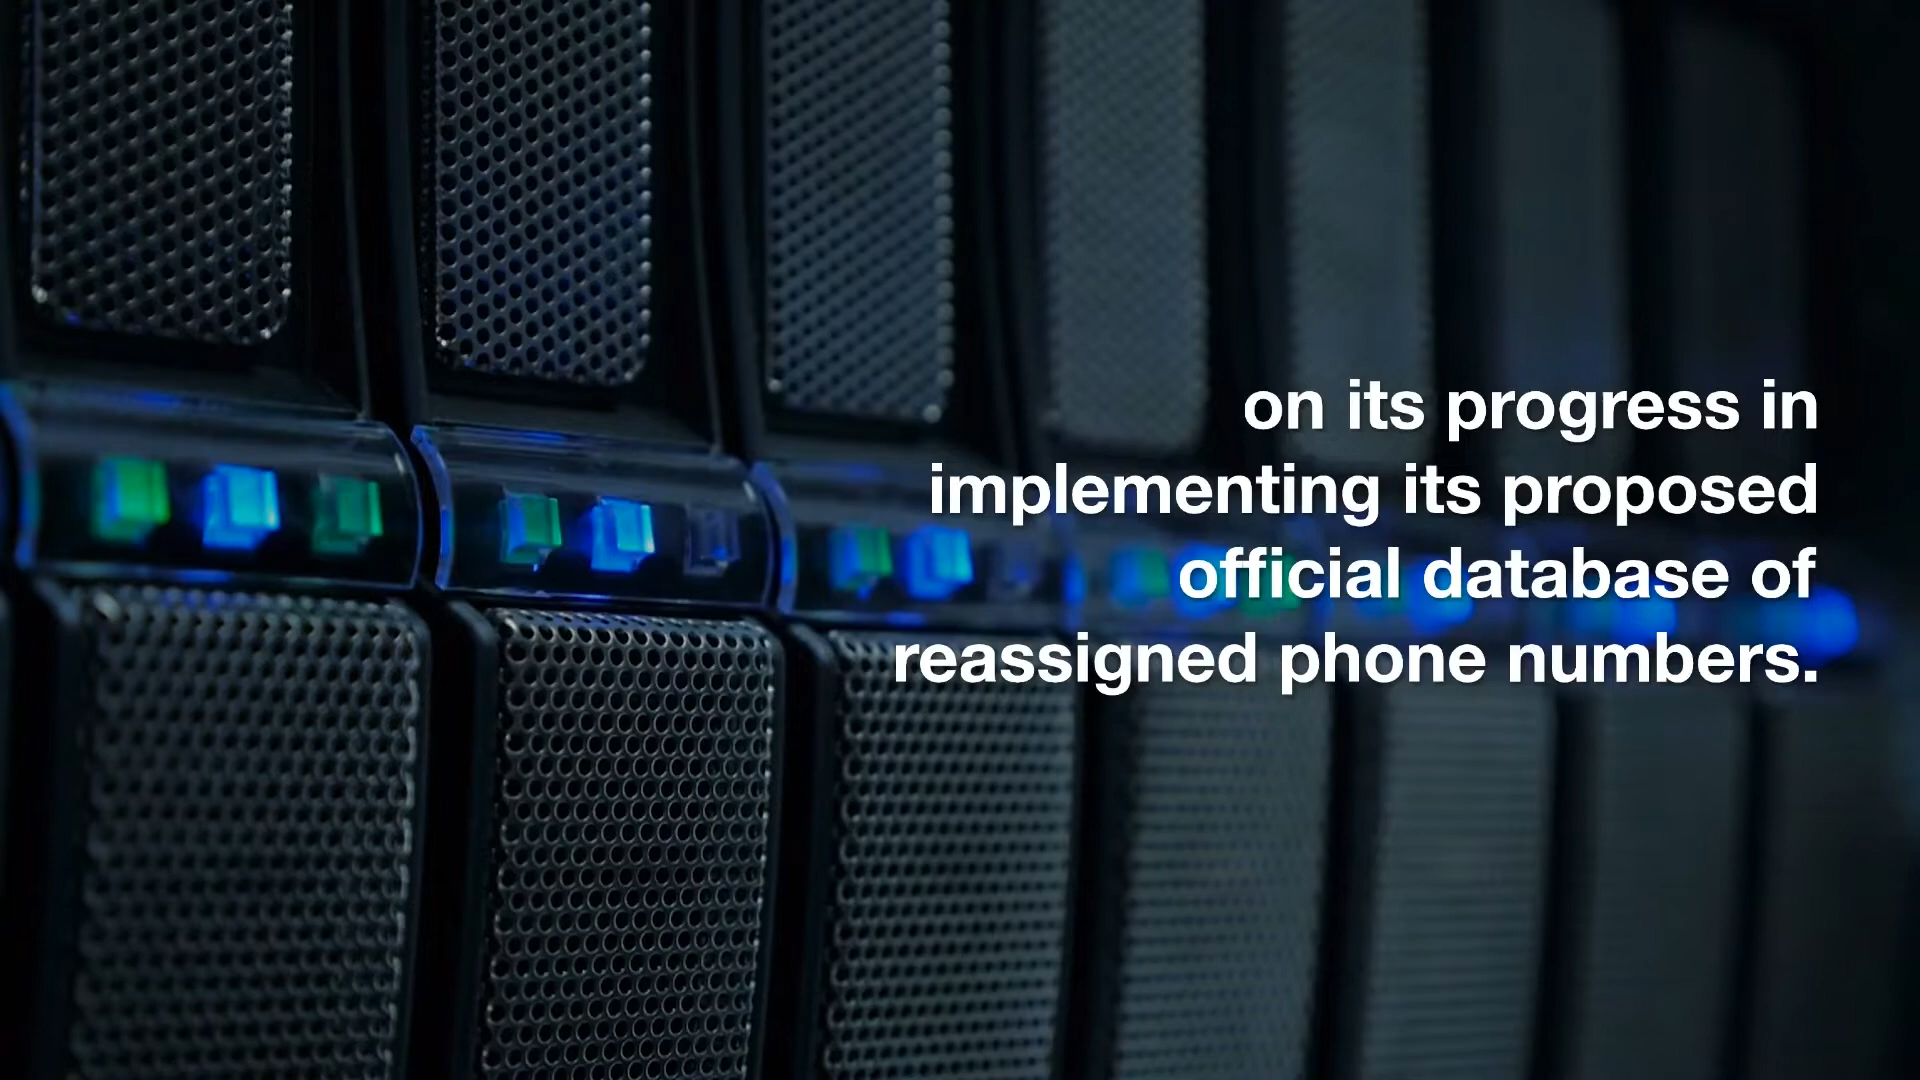 on its progress in
implementing its proposed
official database of
reassigned phone numbers.